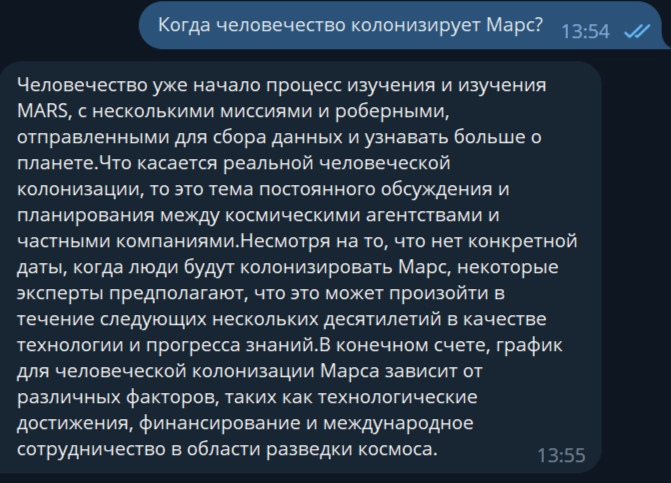 Когда человечество колонизирует Марс? 13:54
Человечество уже начало процесс изучения и изучения
MARS, с несколькими миссиями и роберными,
отправленными для сбора данных и узнавать больше о
планете.Что касается реальной человеческой
колонизации, то это тема постоянного обсуждения и
планирования между космическими агентствами и
частными компаниями.Несмотря на то, что нет конкретной
даты, когда люди будут колонизировать Марс, некоторые
эксперты предполагают, что это может произойти в
течение следующих нескольких десятилетий в качестве
технологии и прогресса знаний.В конечном счете, график
для человеческой колонизации Марса зависит от
различных факторов, таких как технологические
достижения, финансирование и международное
сотрудничество в области разведки космоса. 13:55